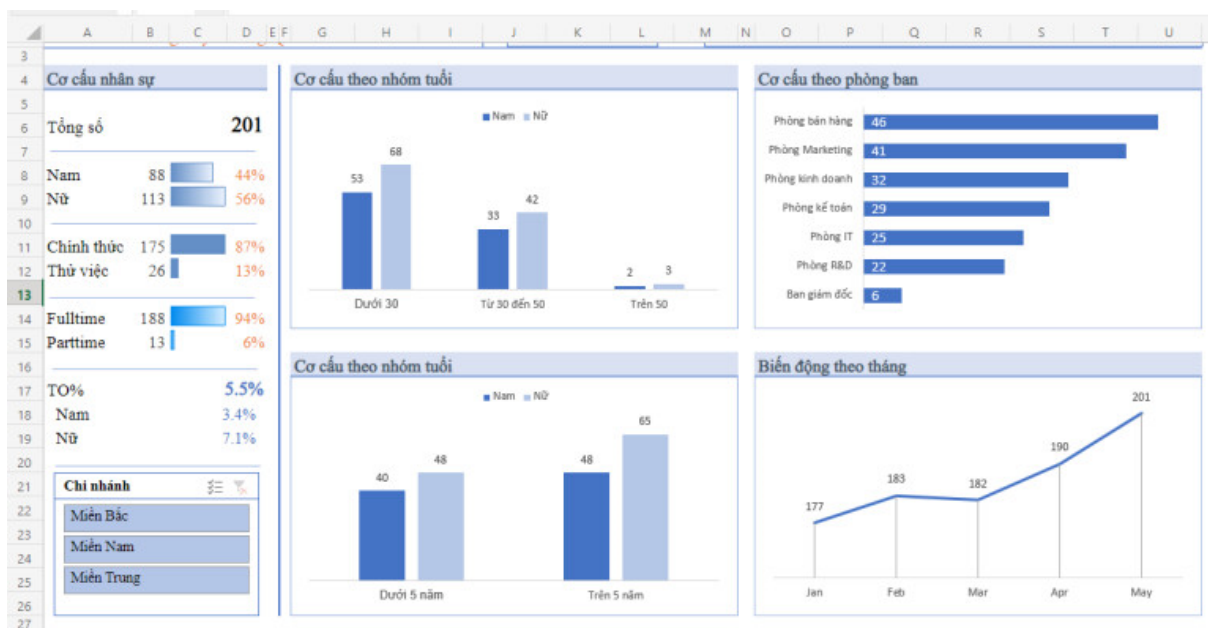 A B C D E F G H I J K L M N O P Q R S T U
3
4 Cơ cấu nhân sự Cơ cấu theo nhóm tuổi Cơ cấu theo phòng ban
5
6 Tổng số 201
7
8 Nam 88 44%
9 Nữ 113 56%
10
11 Chính thức 175 87%
12 Thử việc 26 13%
13
14 Fulltime 188 94%
15 Parttime 13 6%
16
17 TO% 5.5%
18 Nam 3.4%
19 Nữ 7.1%
20
21 Chi nhánh
22 Miền Bắc
23
Miền Nam
24
25 Miền Trung
26
27
Nam Nữ
68
53
42
33
2 3
Dưới 30 Từ 30 đến 50 Trên 50
Phòng bán hàng 46
Phòng Marketing 41
Phòng kinh doanh 32
Phòng kế toán 29
Phòng IT 25
Phòng R&D 22
Ban giám đốc 6
Cơ cấu theo nhóm tuổi
Nam Nữ
65
48 48
40
Dưới 5 năm Trên 5 năm
Biến động theo tháng
201
190
183 182
177
Jan Feb Mar Apr May